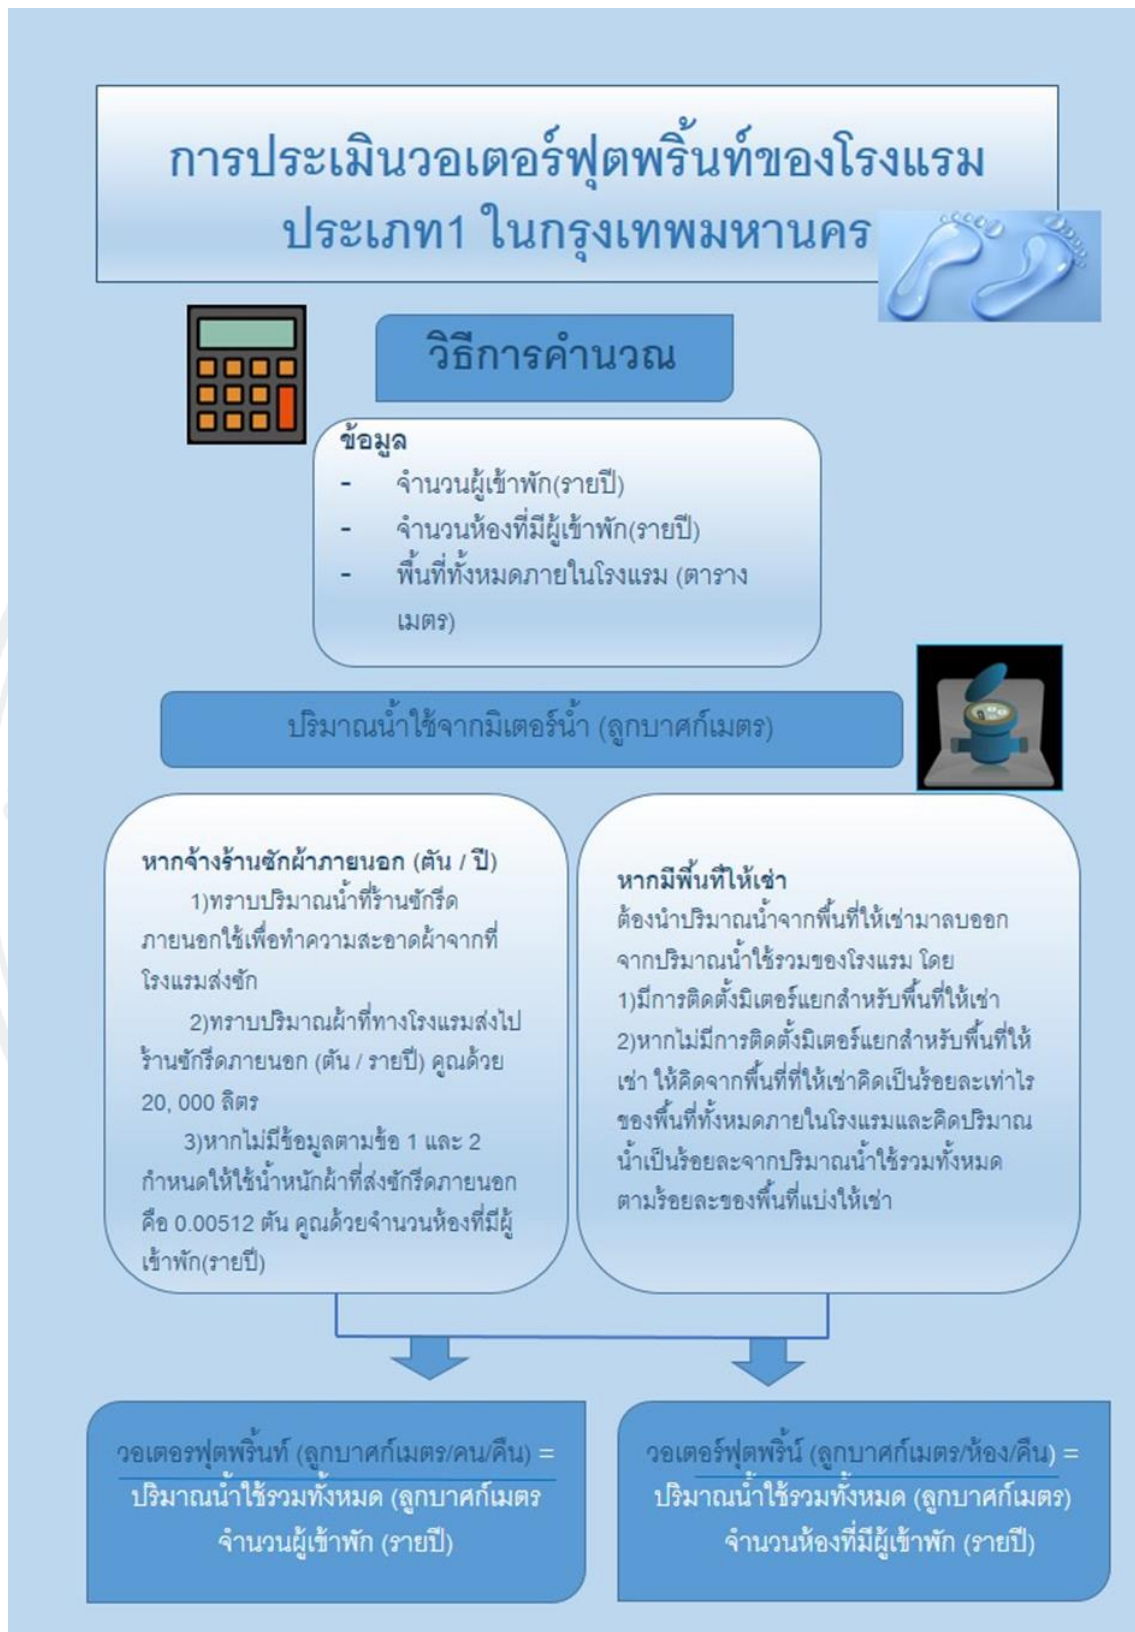 การประเมินวอเตอร์ฟุตพริ้นท์ของโรงแรม
ประเภท1 ในกรุงเทพมหานคร
วิธีการคำนวณ
ข้อมูล
- จำนวนผู้เข้าพัก(รายปี)
- จำนวนห้องที่มีผู้เข้าพัก(รายปี)
- พื้นที่ทั้งหมดภายในโรงแรม (ตาราง
เมตร)
ปริมาณน้ำใช้จากมิเตอร์น้ำ (ลูกบาศก์เมตร)
หากจ้างร้านซักผ้าภายนอก (ตัน / ปี)
1)ทราบปริมาณน้ำที่ร้านซักรีด
ภายนอกใช้เพื่อทำความสะอาดผ้าจากที่
โรงแรมส่งซัก
2)ทราบปริมาณผ้าที่ทางโรงแรมส่งไป
ร้านซักรีดภายนอก (ตัน / รายปี) คูณด้วย
20, 000 ลิตร
3)หากไม่มีข้อมูลตามข้อ 1 และ 2
กำหนดให้ใช้น้ำหนักผ้าที่ส่งซักรีดภายนอก
คือ 0.00512 ตัน คูณด้วยจำนวนห้องที่มีผู้
เข้าพัก(รายปี)
หากมีพื้นที่ให้เช่า
ต้องนำปริมาณน้ำจากพื้นที่ให้เช่ามาลบออก
จากปริมาณน้ำใช้รวมของโรงแรม โดย
1)มีการติดตั้งมิเตอร์แยกสำหรับพื้นที่ให้เช่า
2)หากไม่มีการติดตั้งมิเตอร์แยกสำหรับพื้นที่ให้
เช่า ให้คิดจากพื้นที่ที่ให้เช่าคิดเป็นร้อยละเท่าไร
ของพื้นที่ทั้งหมดภายในโรงแรมและคิดปริมาณ
น้ำเป็นร้อยละจากปริมาณน้ำใช้รวมทั้งหมด
ตามร้อยละของพื้นที่แบ่งให้เช่า
วอเตอรฟุตพริ้นท์ (ลูกบาศก์เมตร/คน/คืน) =
ปริมาณน้ำใช้รวมทั้งหมด (ลูกบาศก์เมตร
จำนวนผู้เข้าพัก (รายปี)
วอเตอร์ฟุตพริ้น์ (ลูกบาศก์เมตร/ห้อง/คืน) =
ปริมาณน้ำใช้รวมทั้งหมด (ลูกบาศก์เมตร)
จำนวนห้องที่มีผู้เข้าพัก (รายปี)